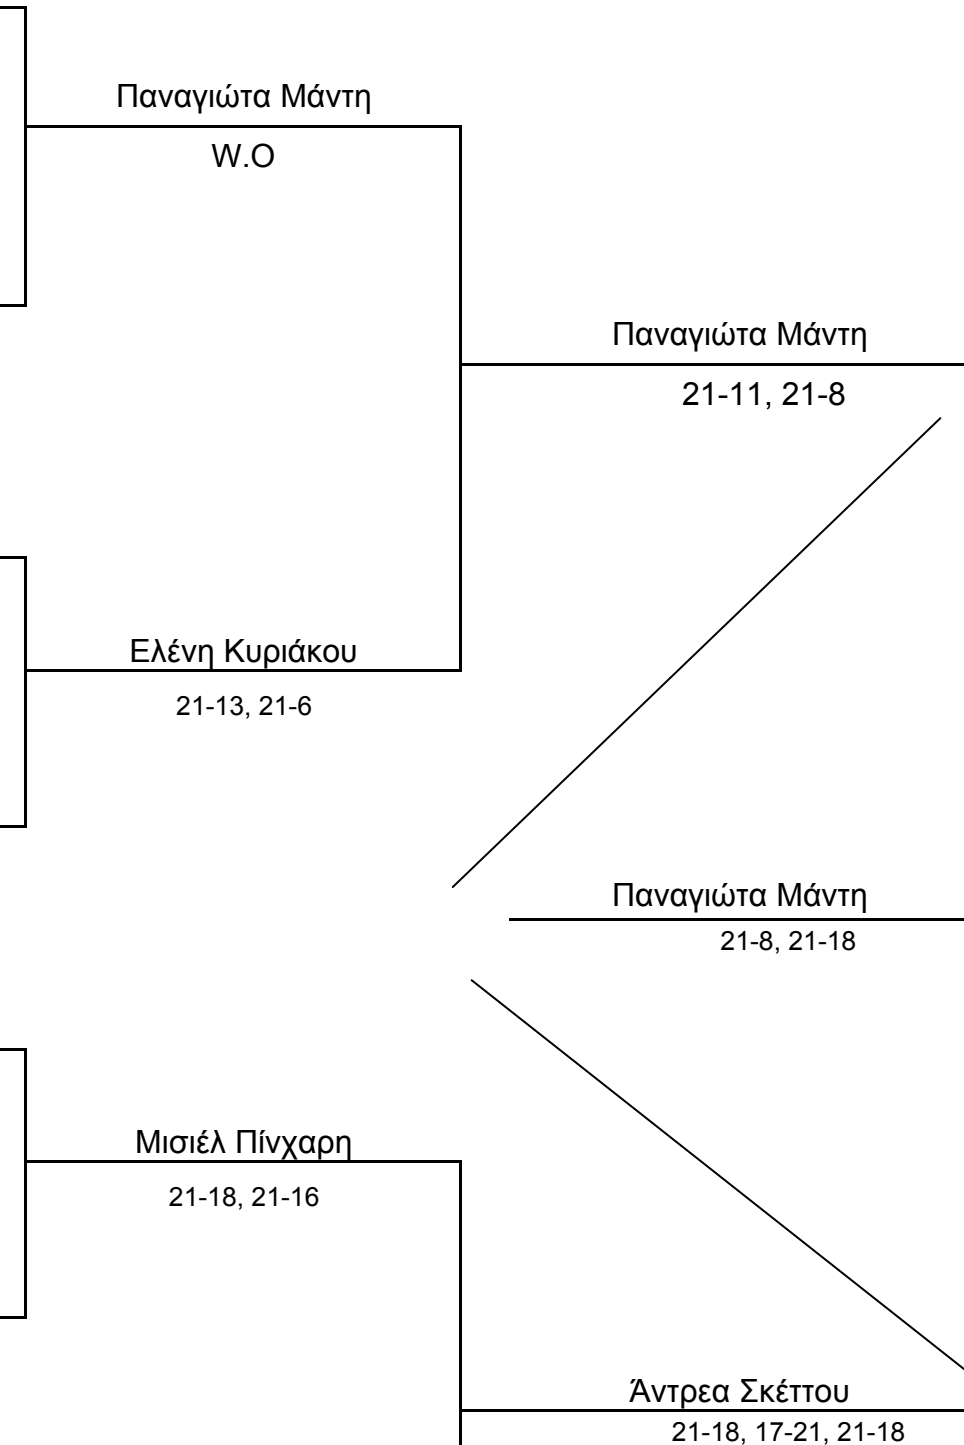 Παναγιώτα Μάντη
W.O
Παναγιώτα Μάντη
21-11, 21-8
Ελένη Κυριάκου
21-13, 21-6
Παναγιώτα Μάντη
21-8, 21-18
Μισιέλ Πίνχαρη
21-18, 21-16
Άντρεα Σκέττου
21-18, 17-21, 21-18